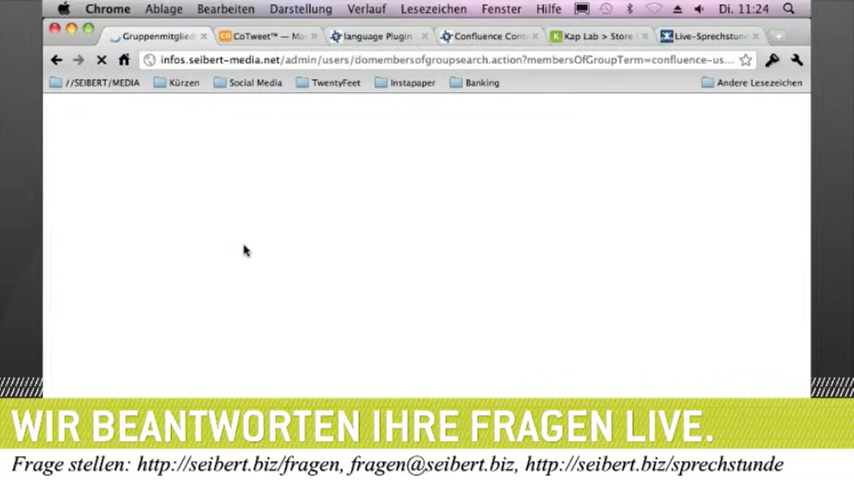 Chrome Ablage Bearbeiten Darstellung Verlauf Lesezeichen Fenster Hilfe Di. 11:24
Gruppenmitglied CoTweet™ — Ma language Plugin Confluence Con Kap Lab > Store Live-Sprechstun
infos.seibert-media.net/admin/users/domembersofgroupsearch.action?membersOfGroupTerm=confluence-us...
//SEIBERT/MEDIA Kürzen Social Media TwentyFeet Instapaper Banking Andere Lesezeichen
WIR BEANTWORTEN IHRE FRAGEN LIVE.
Frage stellen: http://seibert.biz/fragen, fragen@seibert.biz, http://seibert.biz/sprechstunde